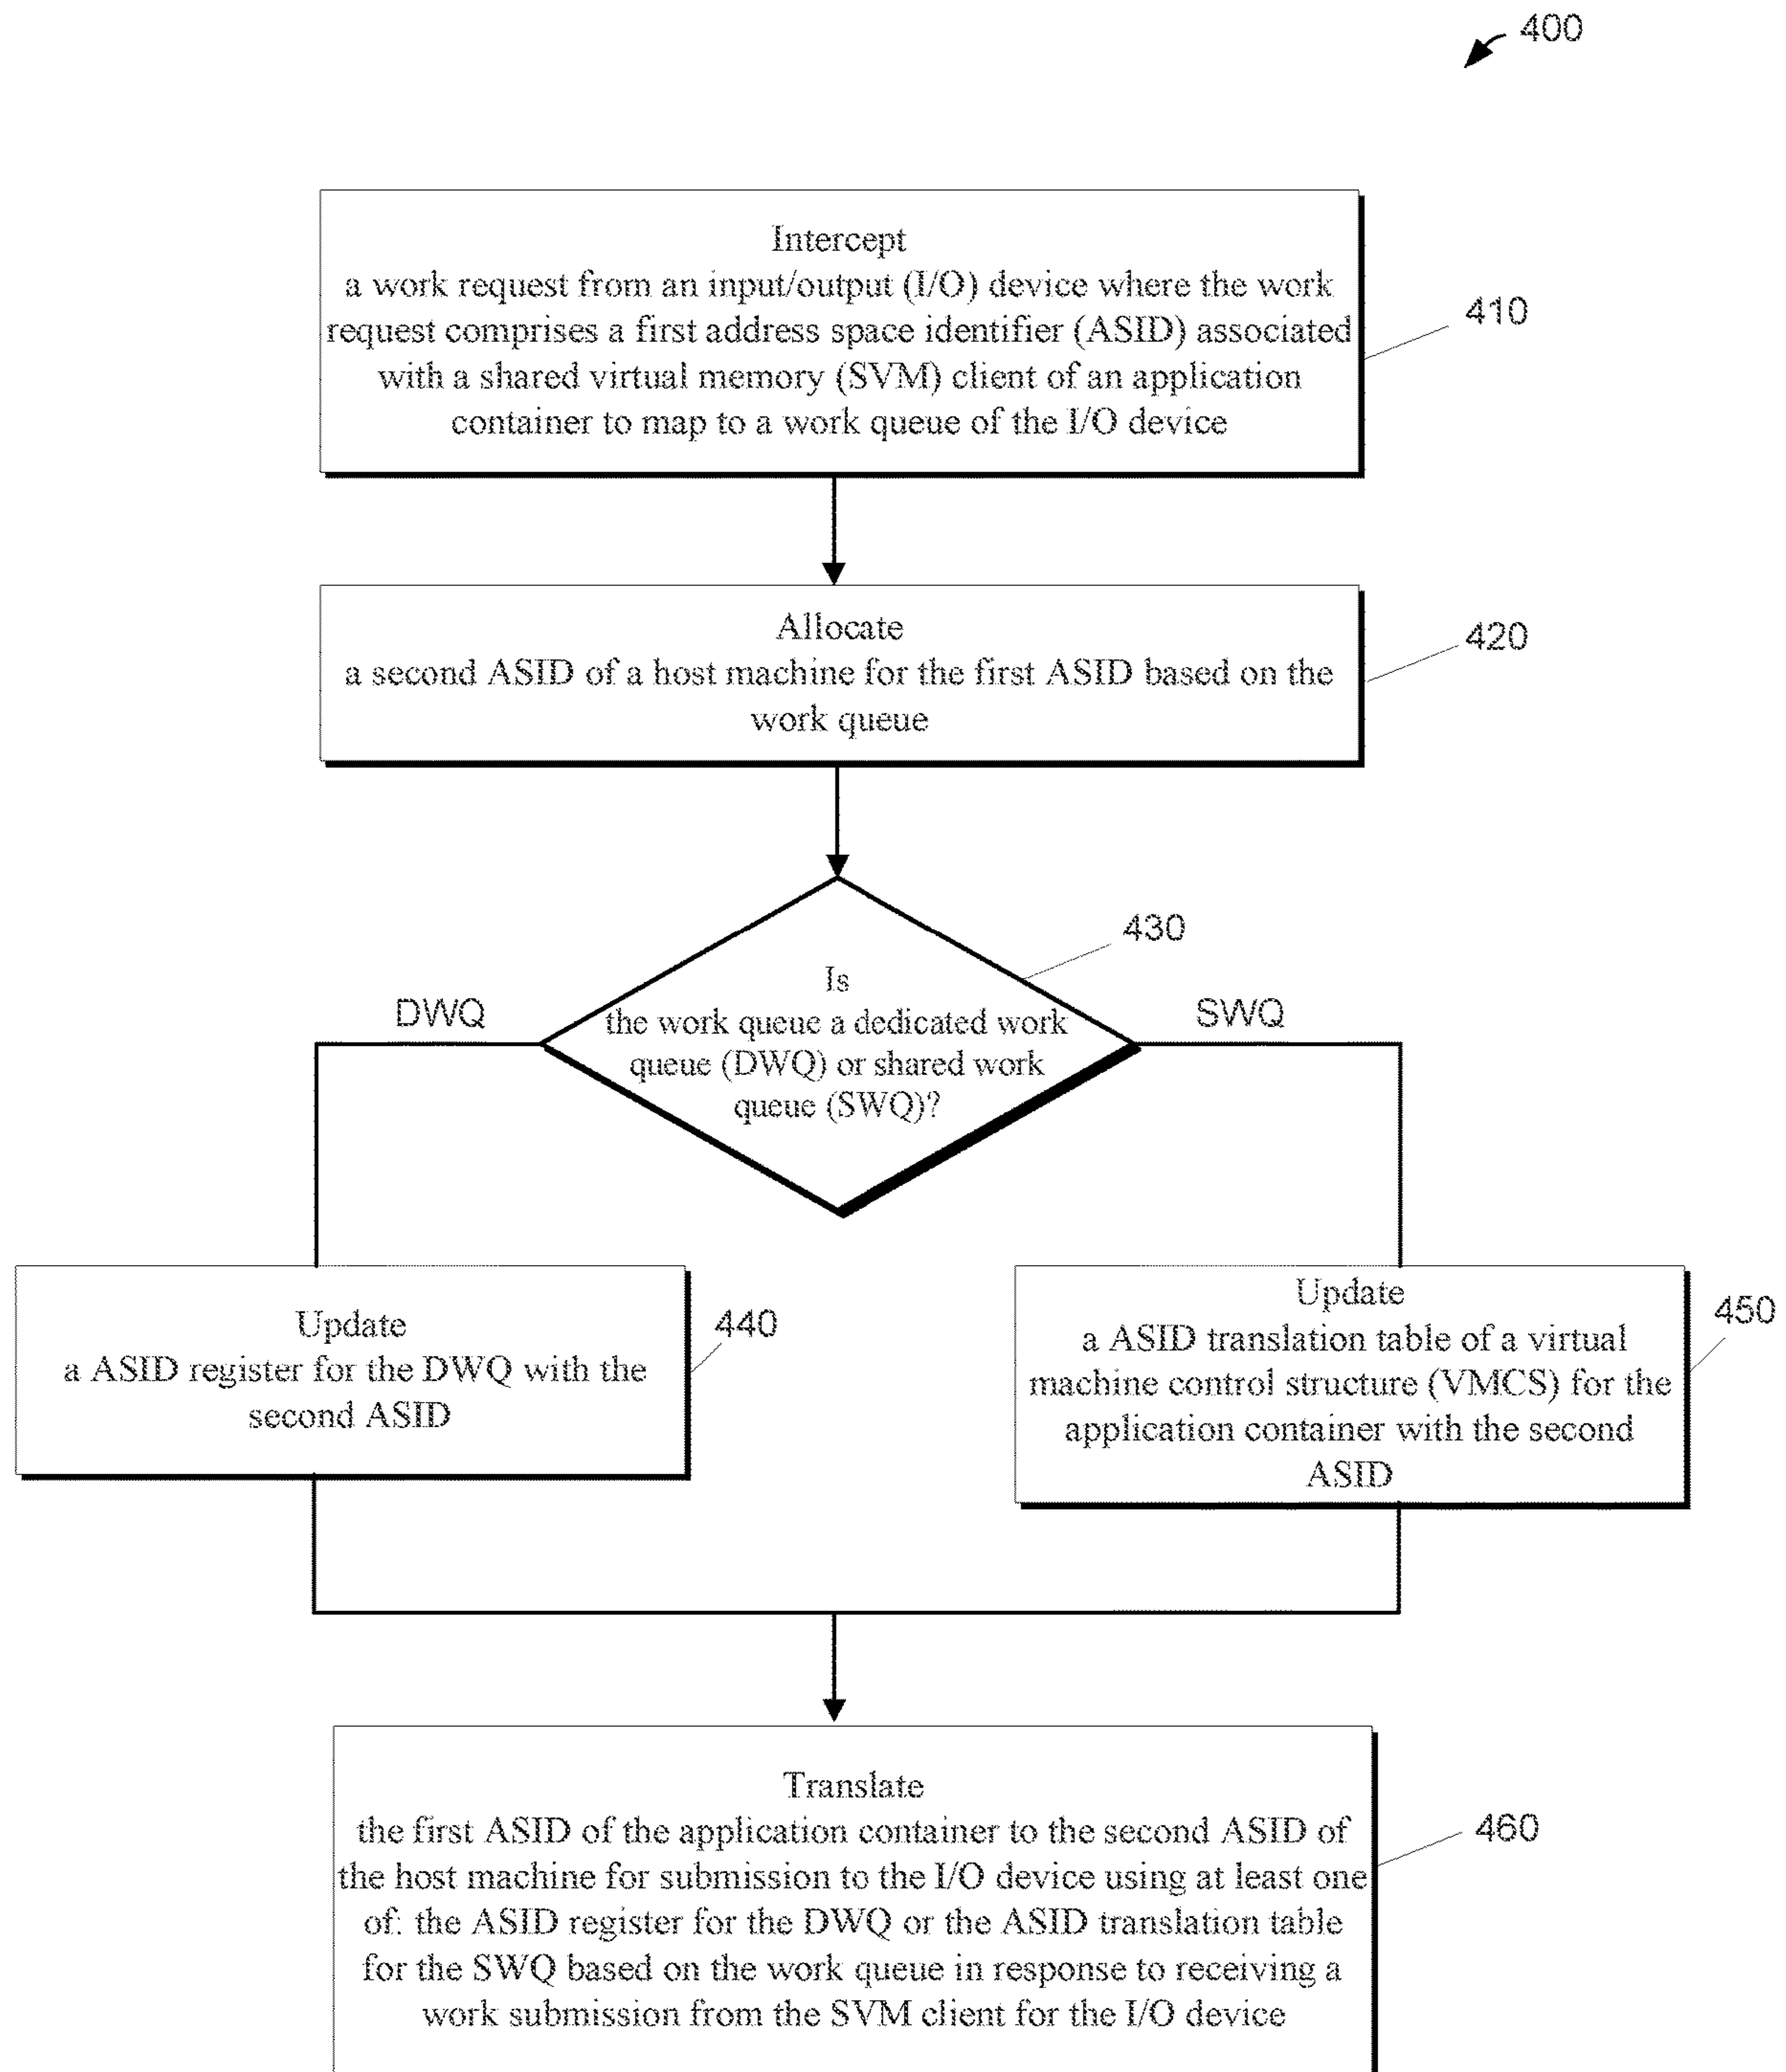 400
Intercept
a work request from an input/output (I/O) device where the work
request comprises a first address space identifier (ASID) associated
with a shared virtual memory (SVM) client of an application
container to map to a work queue of the I/O device
410
Allocate
a second ASID of a host machine for the first ASID based on the
work queue
420
430
Is
the work queue a dedicated work
queue (DWQ) or shared work
queue (SWQ)?
DWQ
SWQ
Update
a ASID register for the DWQ with the
second ASID
440
Update
a ASID translation table of a virtual
machine control structure (VMCS) for the
application container with the second
ASID
450
Translate
the first ASID of the application container to the second ASID of
the host machine for submission to the I/O device using at least one
of: the ASID register for the DWQ or the ASID translation table
for the SWQ based on the work queue in response to receiving a
work submission from the SVM client for the I/O device
460